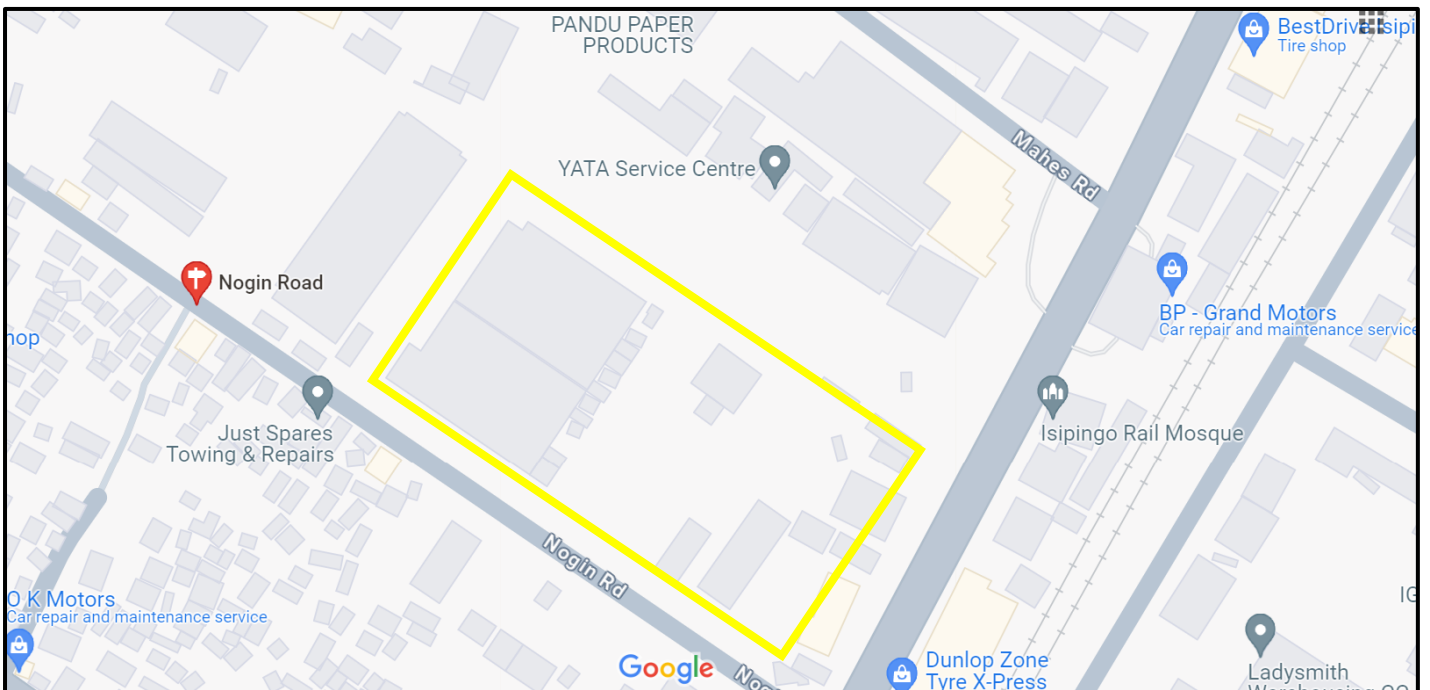 PANDU PAPER
PRODUCTS
Tire shop
Mahes Rd
YATA Service Centre
Nogin Road
BP - Grand Motors
Car repair and maintenance service
hop
Just Spares
Towing & Repairs
Isipingo Rail Mosque
Nogin Rd
O K Motors
Car repair and maintenance service
IG
Google
Dunlop Zone
Tyre X-Press
Ladysmith